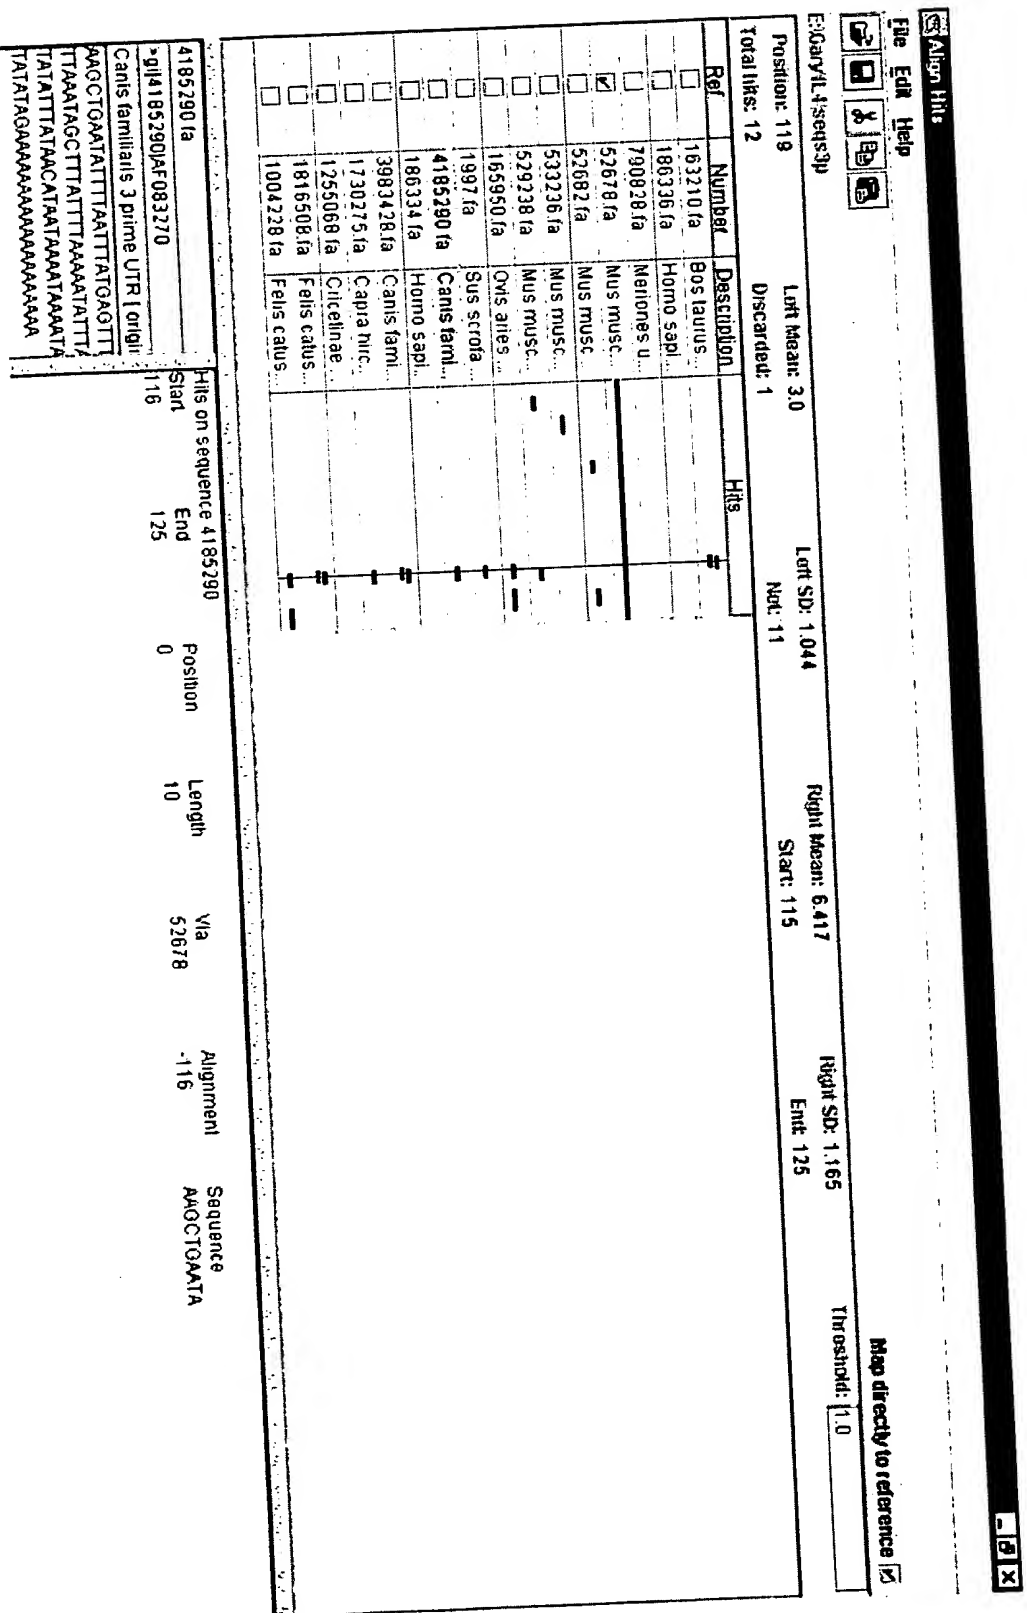 Align Hits
File Edit Help
E:\Gary\IL4\seqs3p
Map directly to reference
Position: 119 Left Mean: 3.0 Left SD: 1.044 Right Mean: 6.417 Right SD: 1.165 Threshold: 1.0
Total hits: 12 Discarded: 1 Net: 11 Start: 115 End: 125
Ref Number Description Hits
163210.fa Bos taurus...
186336.fa Homo sapi...
790828.fa Meriones u...
52678.fa Mus musc...
52682.fa Mus musc...
533236.fa Mus musc...
529238.fa Mus musc...
165950.fa Ovis aries...
1997.fa Sus scrofa...
4185290.fa Canis fami...
186334.fa Homo sapi...
3983428.fa Canis fami...
1730275.fa Capra hirc...
1255068.fa Cricetinae...
1816508.fa Felis catus...
1004228.fa Felis catus...
4185290.fa
>gi|4185290|AF083270
Canis familiaris 3 prime UTR [ origin
AAGCTGAATATTTTAATTTATGAGTTT
TTAAATAGCTTTATTTTAAAAATATTTA
TATATTTATAACATAATAAAATAAAATA
TATATAGAAAAAAAAAAAAAAAAA
Hits on sequence 4185290
Start End Position Length Via Alignment Sequence
116 125 0 10 52678 -116 AAGCTGAATA